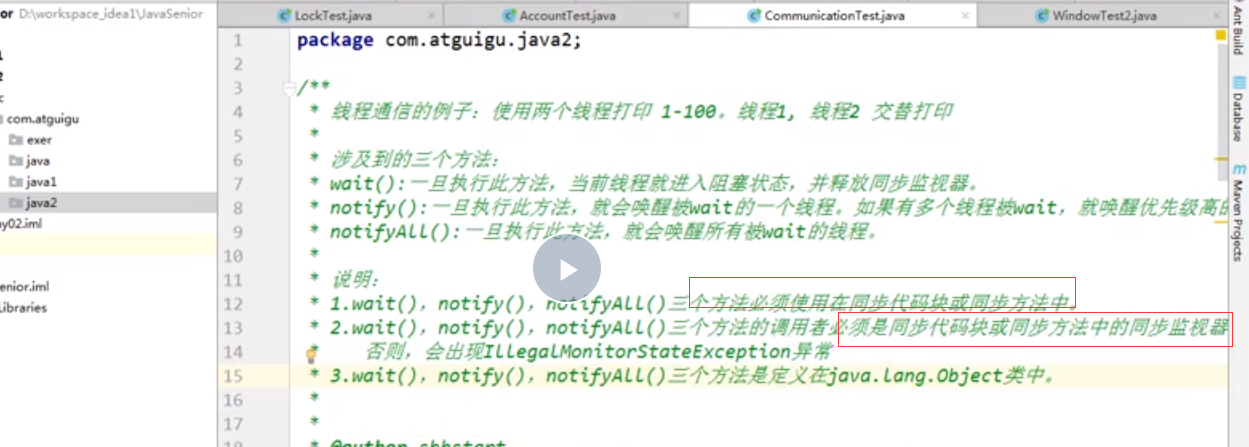 or D:\workspace_idea1\JavaSenior
LockTest.java
AccountTest.java
CommunicationTest.java
WindowTest2.java
com.atguigu
exer
java
java1
java2
y02.iml
enior.iml
Libraries
1 package com.atguigu.java2;
2
3 /**
4 * 线程通信的例子：使用两个线程打印 1-100。线程1, 线程2 交替打印
5 *
6 * 涉及到的三个方法：
7 * wait():一旦执行此方法，当前线程就进入阻塞状态，并释放同步监视器。
8 * notify():一旦执行此方法，就会唤醒被wait的一个线程。如果有多个线程被wait，就唤醒优先级高的
9 * notifyAll():一旦执行此方法，就会唤醒所有被wait的线程。
10 *
11 * 说明：
12 * 1.wait()，notify()，notifyAll()三个方法必须使用在同步代码块或同步方法中。
13 * 2.wait()，notify()，notifyAll()三个方法的调用者必须是同步代码块或同步方法中的同步监视器
14 * 否则，会出现IllegalMonitorStateException异常
15 * 3.wait()，notify()，notifyAll()三个方法是定义在java.lang.Object类中。
16 *
17 *
Ant Build
Database
Maven Projects